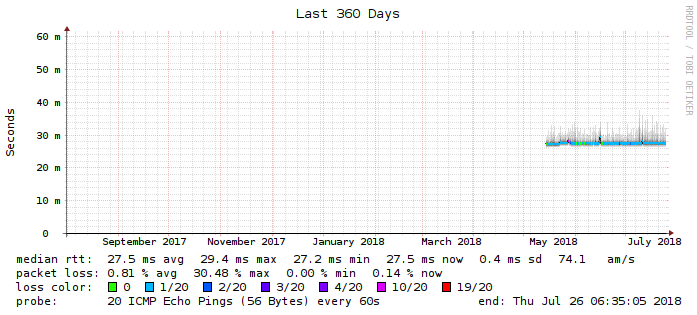 Last 360 Days
RRDTOOL / TOBI OETIKER
Seconds
60 m
50 m
40 m
30 m
20 m
10 m
0
September 2017 November 2017 January 2018 March 2018 May 2018 July 2018
median rtt: 27.5 ms avg 29.4 ms max 27.2 ms min 27.5 ms now 0.4 ms sd 74.1 am/s
packet loss: 0.81 % avg 30.48 % max 0.00 % min 0.14 % now
loss color: 0 1/20 2/20 3/20 4/20 10/20 19/20
probe: 20 ICMP Echo Pings (56 Bytes) every 60s end: Thu Jul 26 06:35:05 2018